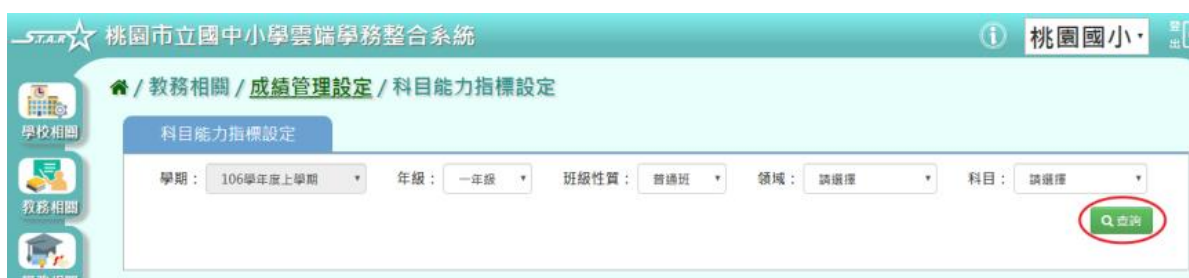 STAR 桃園市立國中小學雲端學務整合系統 桃園國小 登出
/ 教務相關 / 成績管理設定 / 科目能力指標設定
學校相關
科目能力指標設定
學期： 106學年度上學期 年級： 一年級 班級性質： 普通班 領域： 請選擇 科目： 請選擇
教務相關
查詢